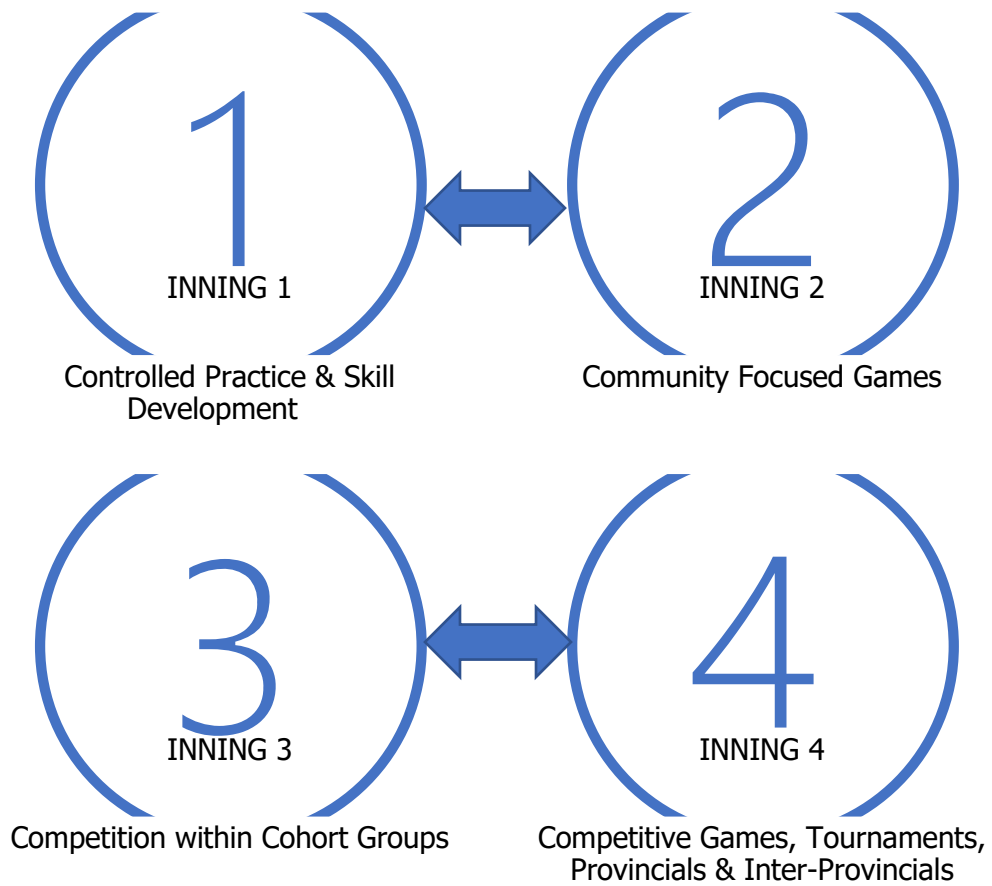 1
INNING 1
Controlled Practice & Skill
Development
2
INNING 2
Community Focused Games
3
INNING 3
Competition within Cohort Groups
4
INNING 4
Competitive Games, Tournaments,
Provincials & Inter-Provincials